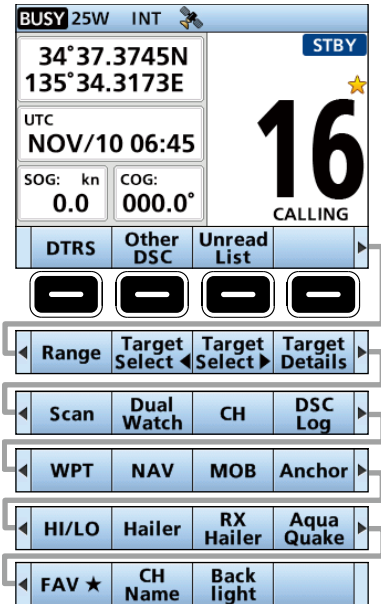 BUSY 25W INT
STBY
34°37.3745N
135°34.3173E
UTC
NOV/10 06:45
SOG: kn
0.0
COG:
000.0°
16
CALLING
DTRS Other DSC Unread List
Range Target Select ◀ Target Select ▶ Target Details
Scan Dual Watch CH DSC Log
WPT NAV MOB Anchor
HI/LO Hailer RX Hailer Aqua Quake
FAV ★ CH Name Back light